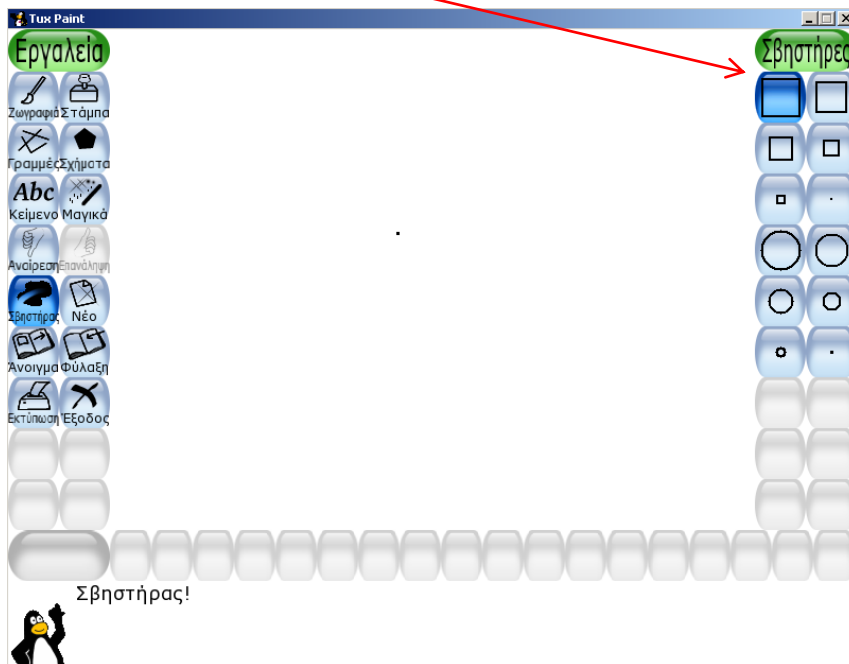 Tux Paint
Εργαλεία Σβηστήρες
Ζωγραφιά Στάμπα
Γραμμές Σχήματα
Abc
Κείμενο Μαγικά
Αναίρεση Επανάληψη
Σβηστήρας Νέο
Άνοιγμα Φύλαξη
Εκτύπωση Έξοδος
Σβηστήρας!